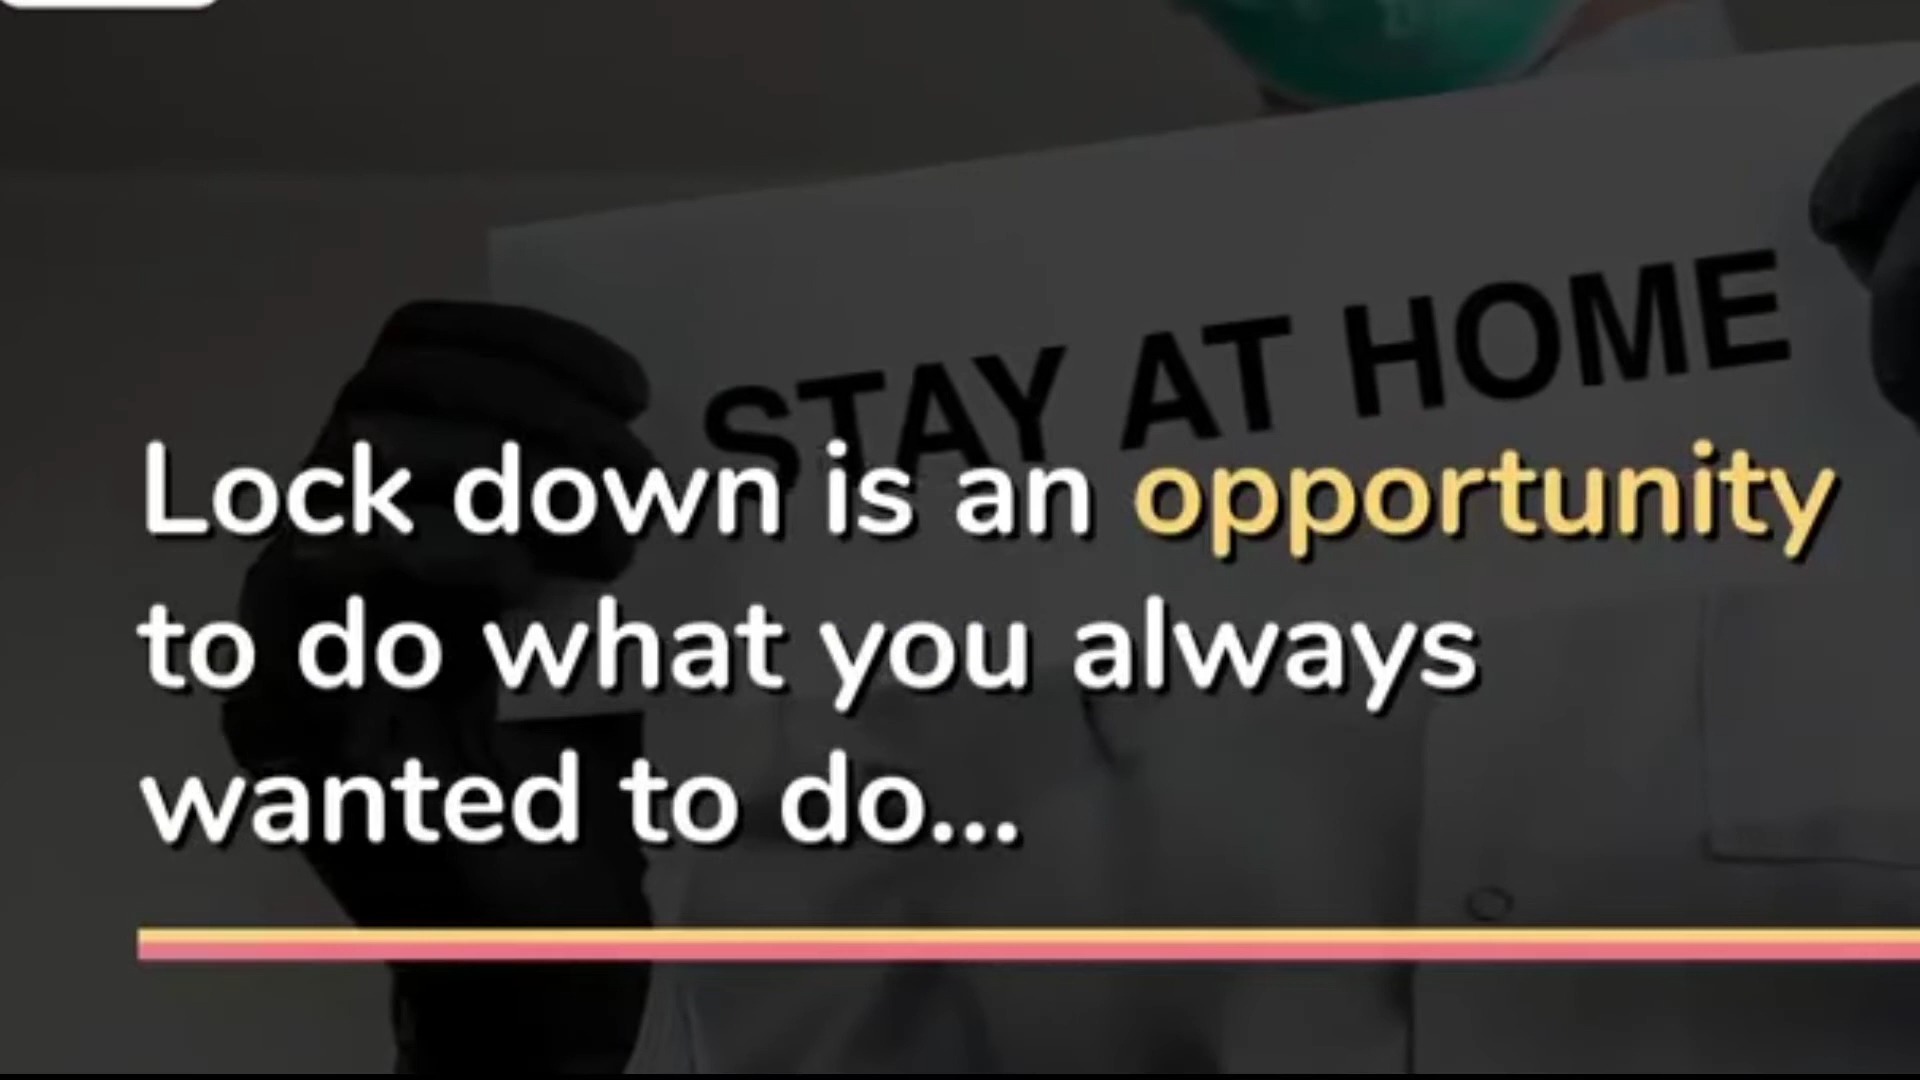 STAY AT HOME
Lock down is an opportunity
to do what you always
wanted to do...